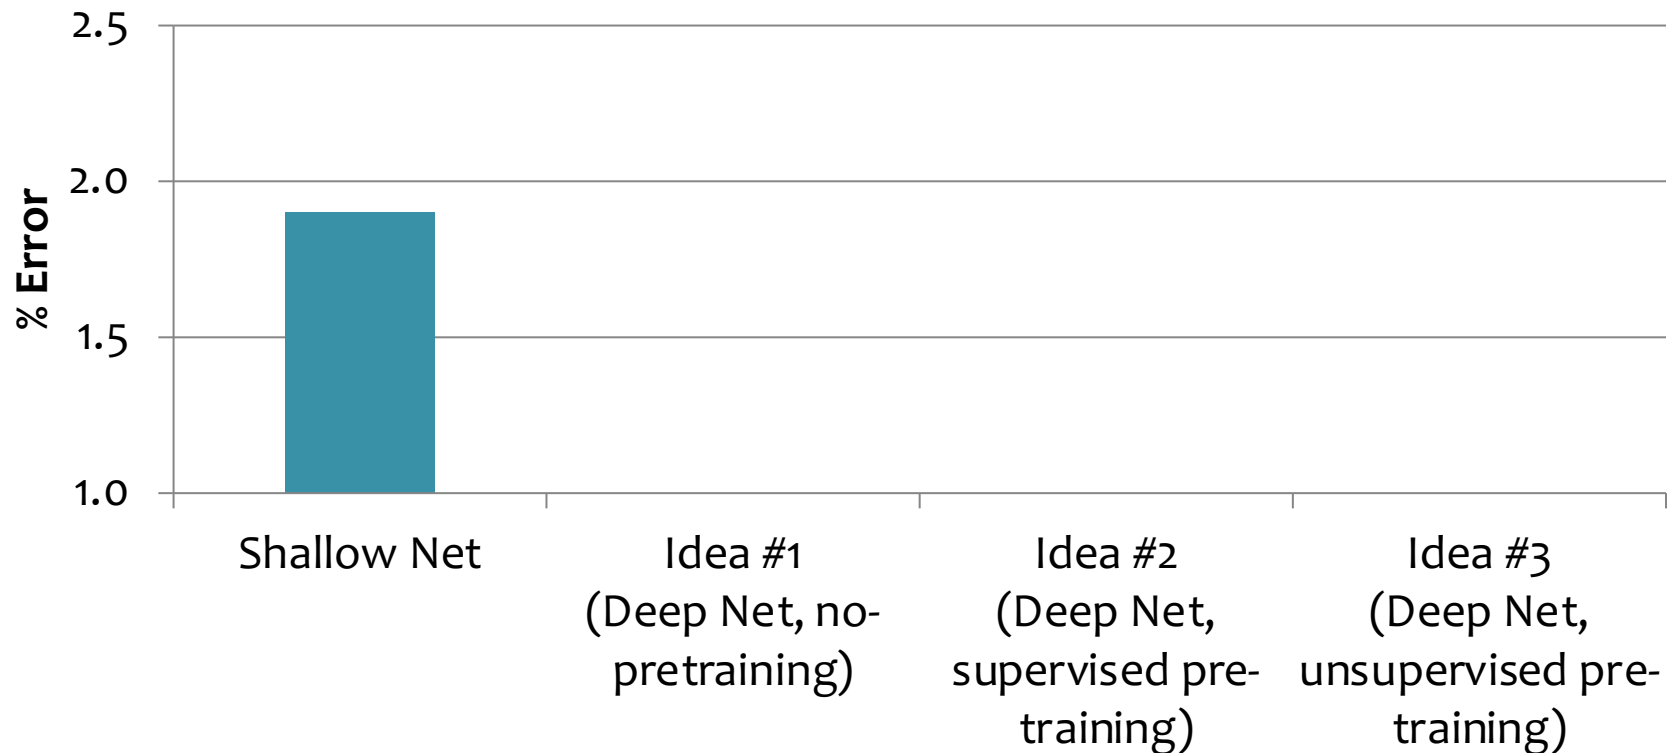 2.5
2.0
1.5
1.0
% Error
Shallow Net
Idea #1
(Deep Net, no-
pretraining)
Idea #2
(Deep Net,
supervised pre-
training)
Idea #3
(Deep Net,
unsupervised pre-
training)